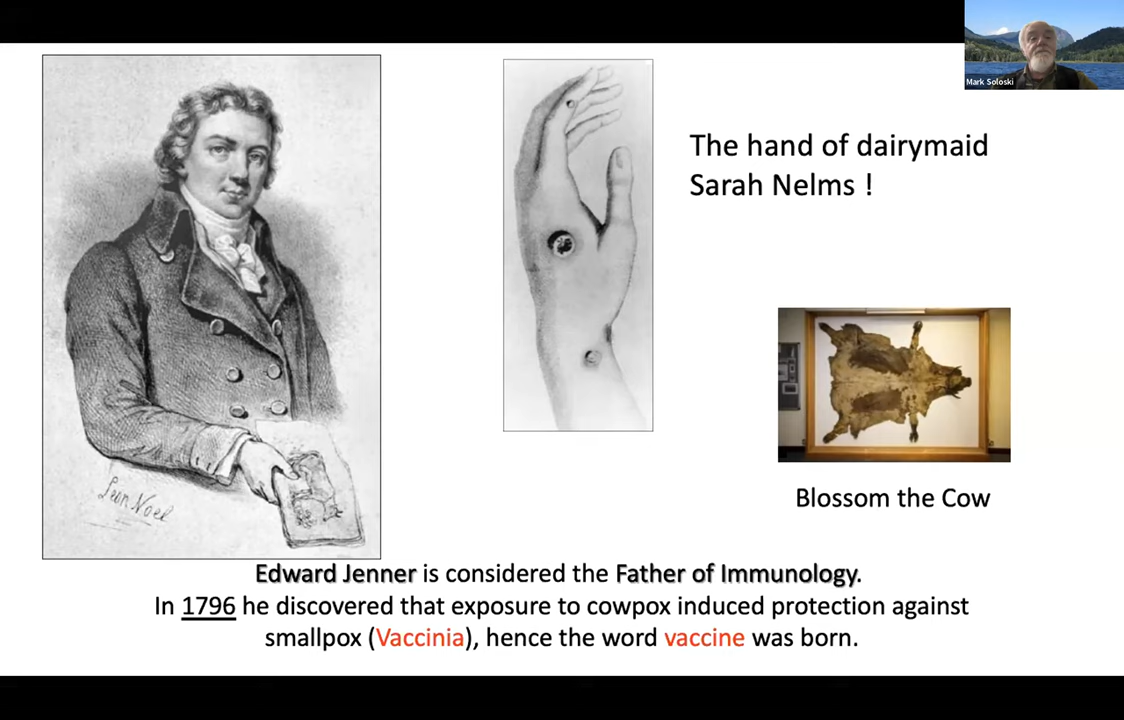 Mark Soloski
The hand of dairymaid
Sarah Nelms !
Blossom the Cow
Leon Noel
Edward Jenner is considered the Father of Immunology.
In 1796 he discovered that exposure to cowpox induced protection against
smallpox (Vaccinia), hence the word vaccine was born.